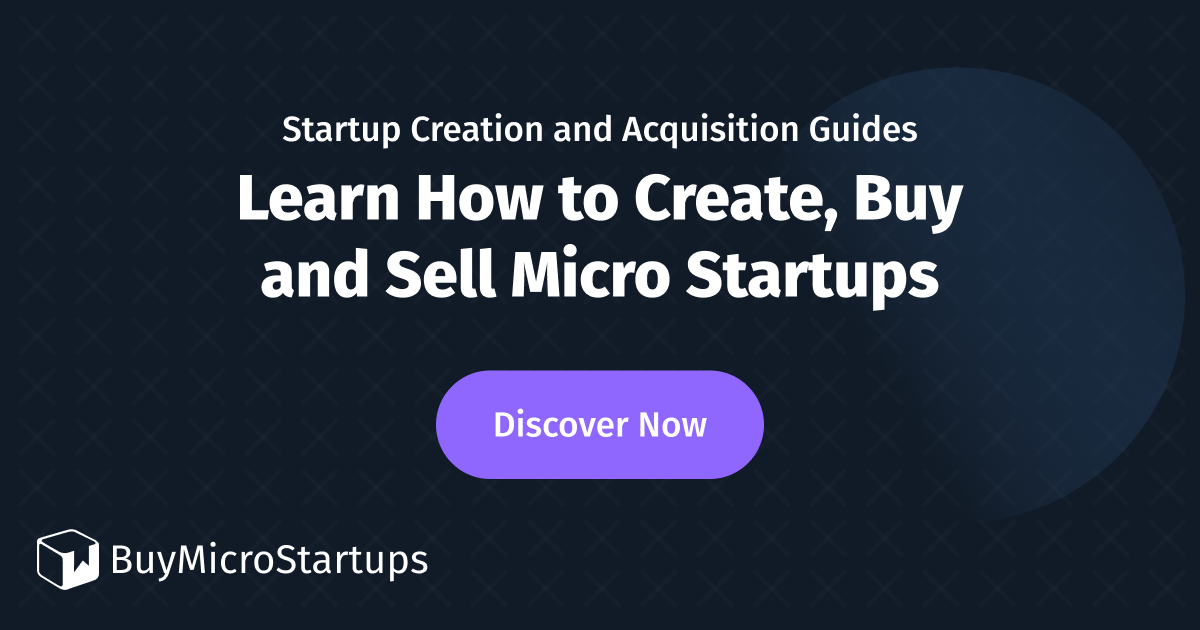 Startup Creation and Acquisition Guides
Learn How to Create, Buy
and Sell Micro Startups
Discover Now
BuyMicroStartups